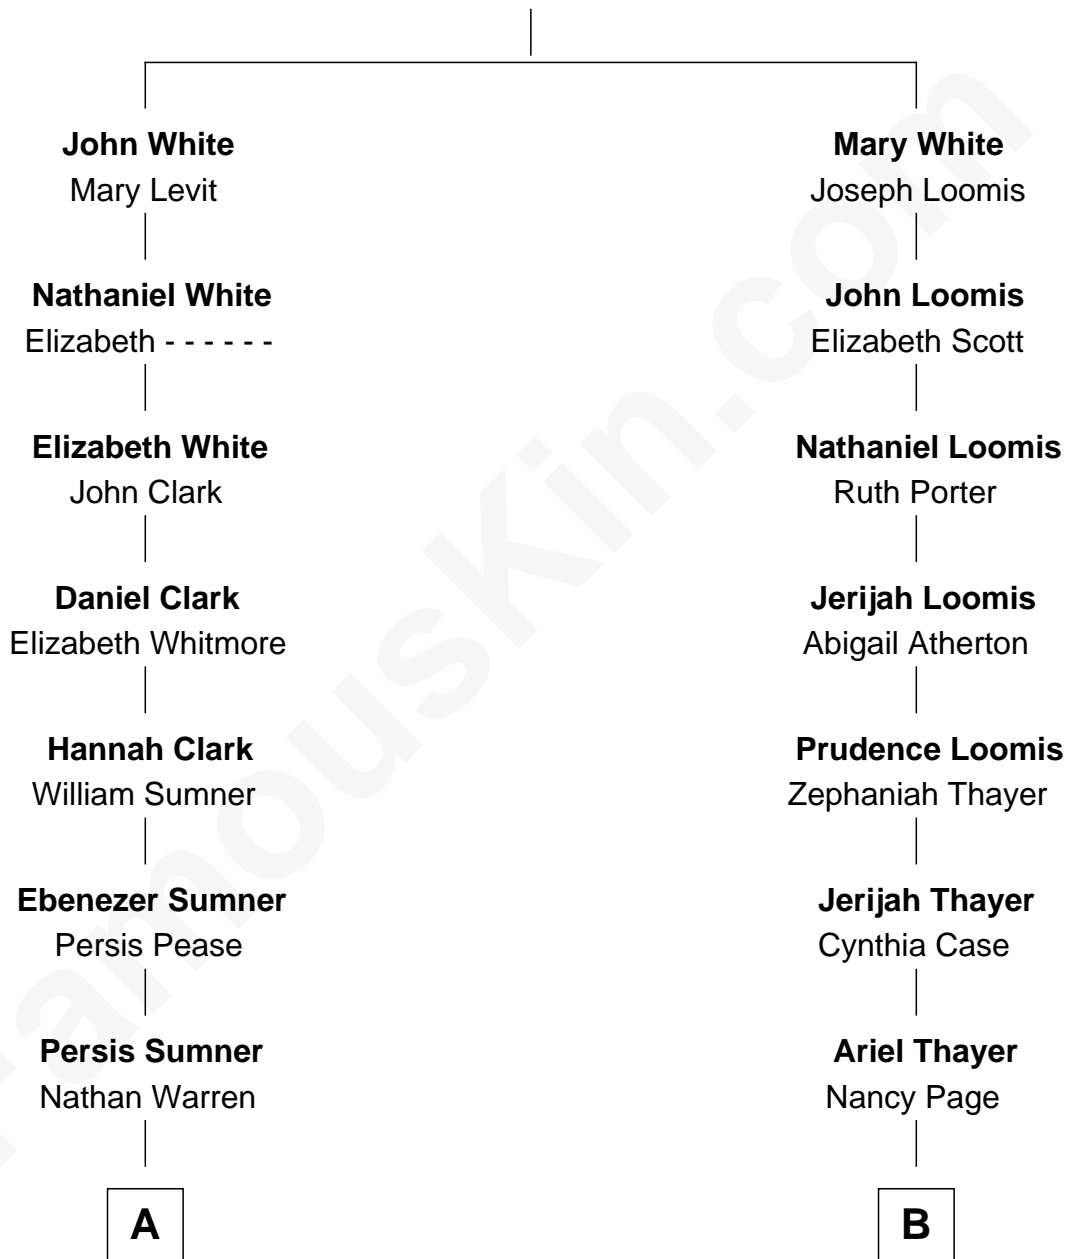 John White
Mary Levit
Nathaniel White
Elizabeth - - - - - -
Elizabeth White
John Clark
Daniel Clark
Elizabeth Whitmore
Hannah Clark
William Sumner
Ebenezer Sumner
Persis Pease
Persis Sumner
Nathan Warren
A
Mary White
Joseph Loomis
John Loomis
Elizabeth Scott
Nathaniel Loomis
Ruth Porter
Jerijah Loomis
Abigail Atherton
Prudence Loomis
Zephaniah Thayer
Jerijah Thayer
Cynthia Case
Ariel Thayer
Nancy Page
B
FamousKin.com